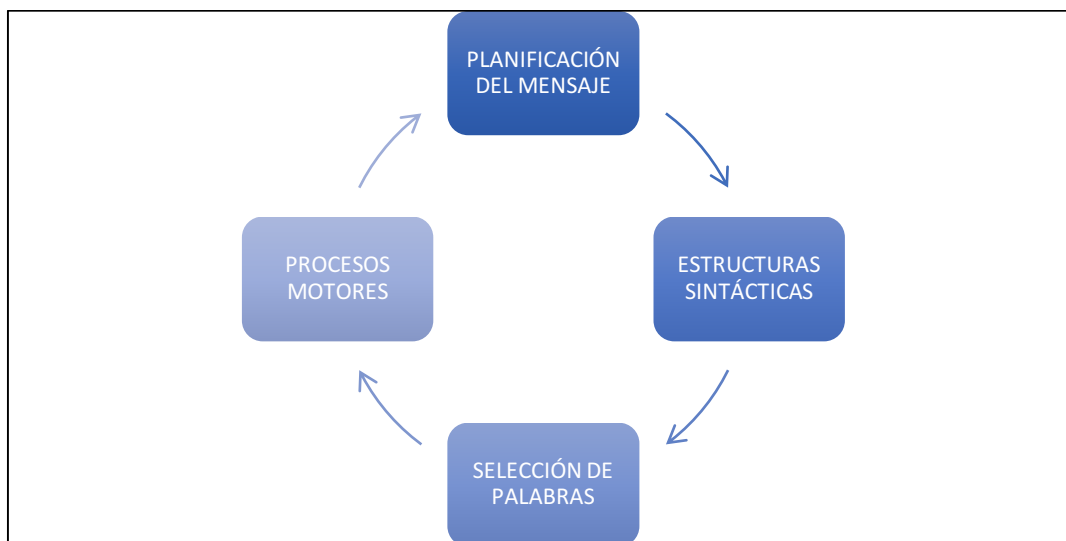 PLANIFICACIÓN
DEL MENSAJE
ESTRUCTURAS
SINTÁCTICAS
SELECCIÓN DE
PALABRAS
PROCESOS
MOTORES